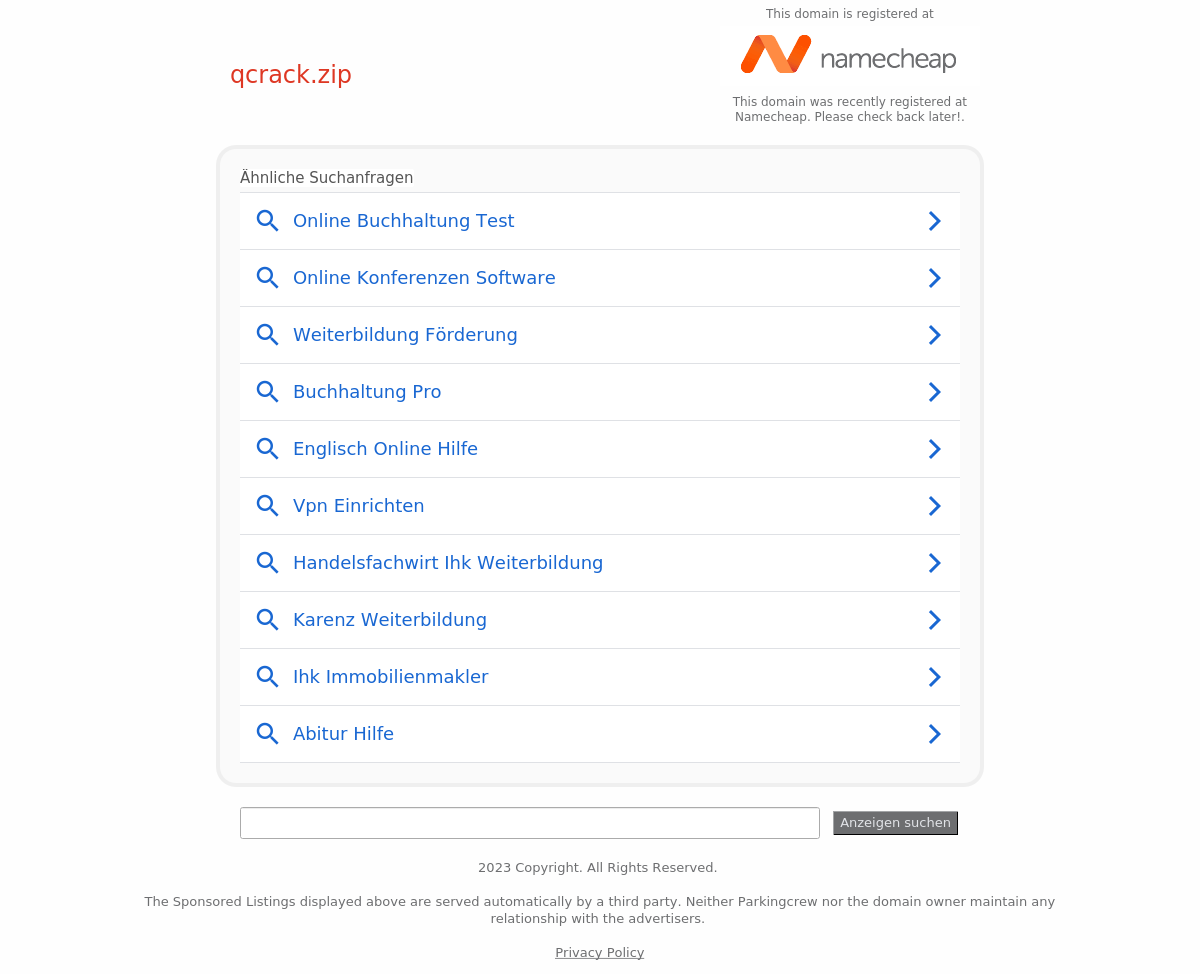 This domain is registered at
namecheap
qcrack.zip
This domain was recently registered at
Namecheap. Please check back later!.
Ähnliche Suchanfragen
Online Buchhaltung Test
Online Konferenzen Software
Weiterbildung Förderung
Buchhaltung Pro
Englisch Online Hilfe
Vpn Einrichten
Handelsfachwirt Ihk Weiterbildung
Karenz Weiterbildung
Ihk Immobilienmakler
Abitur Hilfe
Anzeigen suchen
2023 Copyright. All Rights Reserved.
The Sponsored Listings displayed above are served automatically by a third party. Neither Parkingcrew nor the domain owner maintain any
relationship with the advertisers.
Privacy Policy